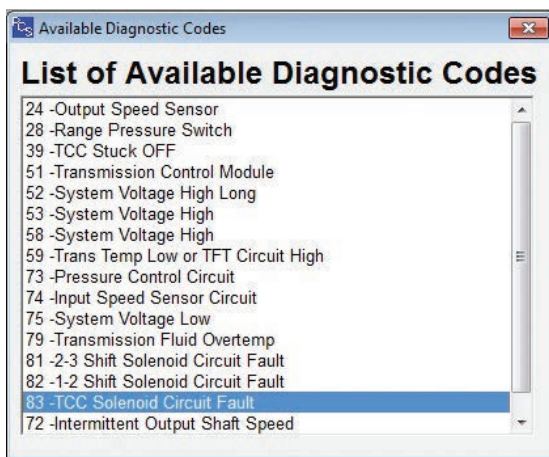 PCS Available Diagnostic Codes
List of Available Diagnostic Codes
24 -Output Speed Sensor
28 -Range Pressure Switch
39 -TCC Stuck OFF
51 -Transmission Control Module
52 -System Voltage High Long
53 -System Voltage High
58 -System Voltage High
59 -Trans Temp Low or TFT Circuit High
73 -Pressure Control Circuit
74 -Input Speed Sensor Circuit
75 -System Voltage Low
79 -Transmission Fluid Overtemp
81 -2-3 Shift Solenoid Circuit Fault
82 -1-2 Shift Solenoid Circuit Fault
83 -TCC Solenoid Circuit Fault
72 -Intermittent Output Shaft Speed